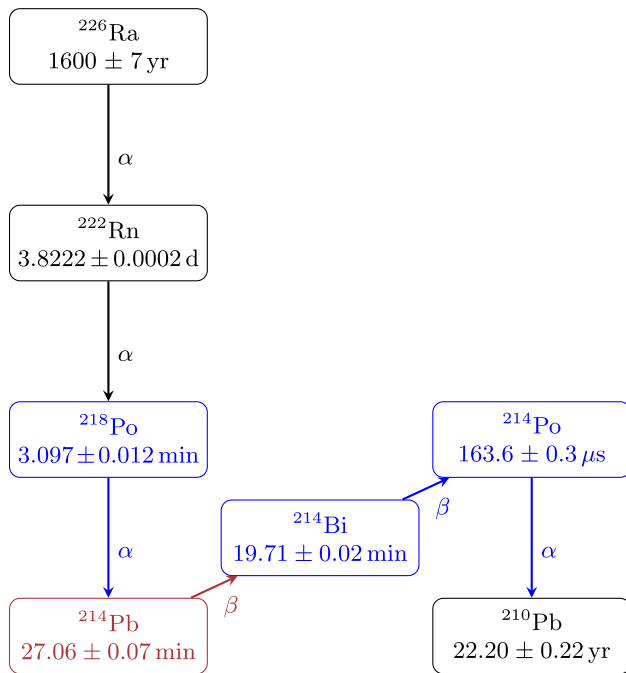 ²²⁶Ra
1600 ± 7 yr
α
²²²Rn
3.8222 ± 0.0002 d
α
²¹⁸Po
3.097 ± 0.012 min
²¹⁴Po
163.6 ± 0.3 μs
β
²¹⁴Bi
19.71 ± 0.02 min
α
α
β
²¹⁴Pb
27.06 ± 0.07 min
²¹⁰Pb
22.20 ± 0.22 yr